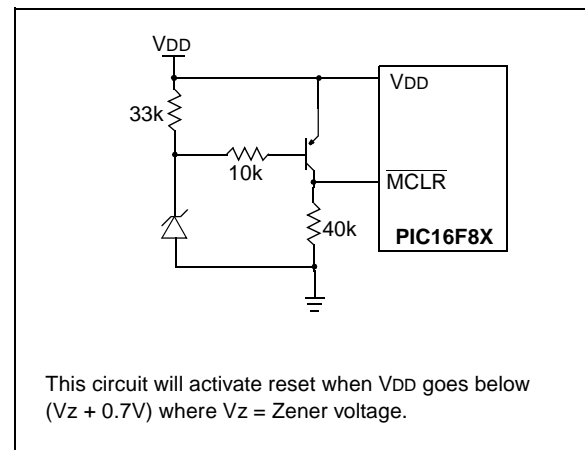 VDD
VDD
33k
10k
MCLR
40k
PIC16F8X
This circuit will activate reset when VDD goes below
(Vz + 0.7V) where Vz = Zener voltage.